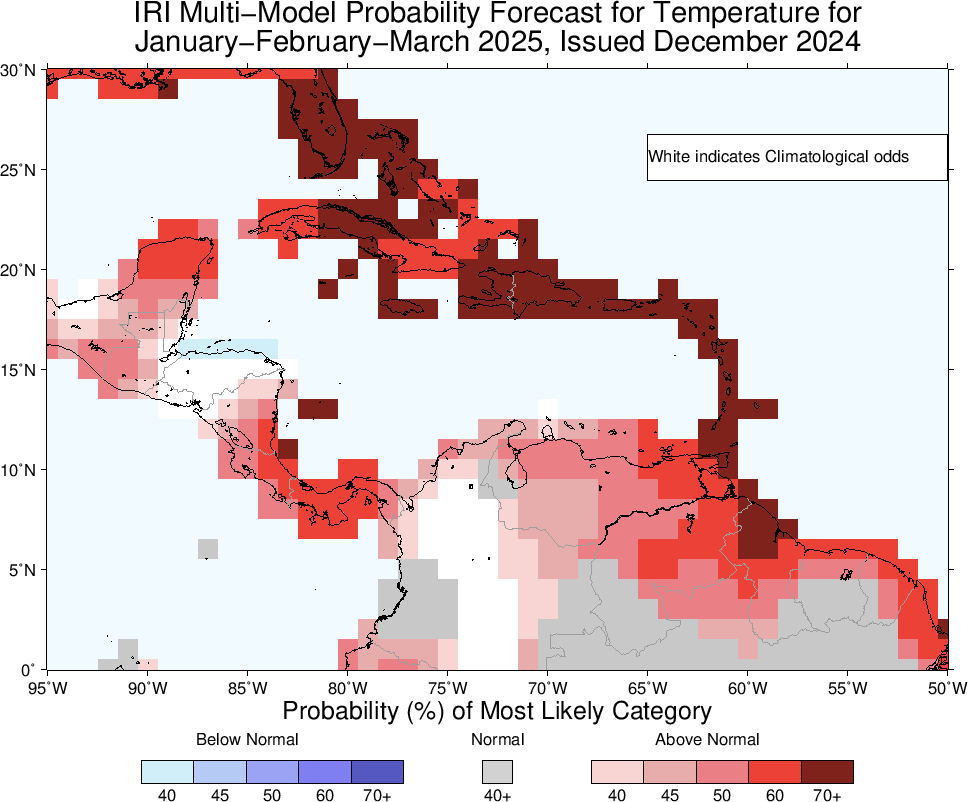 IRI Multi−Model Probability Forecast for Temperature for
January−February−March 2025, Issued December 2024
30˚N
White indicates Climatological odds
25˚N
20˚N
15˚N
10˚N
5˚N
0˚
95˚W 90˚W 85˚W 80˚W 75˚W 70˚W 65˚W 60˚W 55˚W 50˚W
Probability (%) of Most Likely Category
Below Normal Normal Above Normal
40 45 50 60 70+ 40+ 40 45 50 60 70+